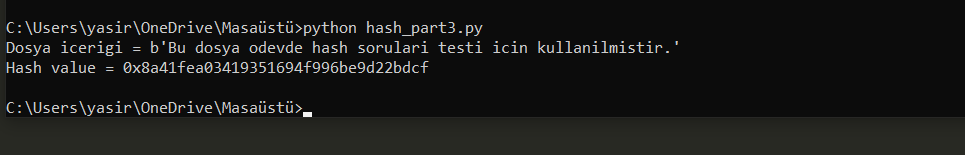 C:\Users\yasir\OneDrive\Masaüstü>python hash_part3.py
Dosya icerigi = b'Bu dosya odevde hash sorulari testi icin kullanilmistir.'
Hash value = 0x8a41fea03419351694f996be9d22bdcf
C:\Users\yasir\OneDrive\Masaüstü>